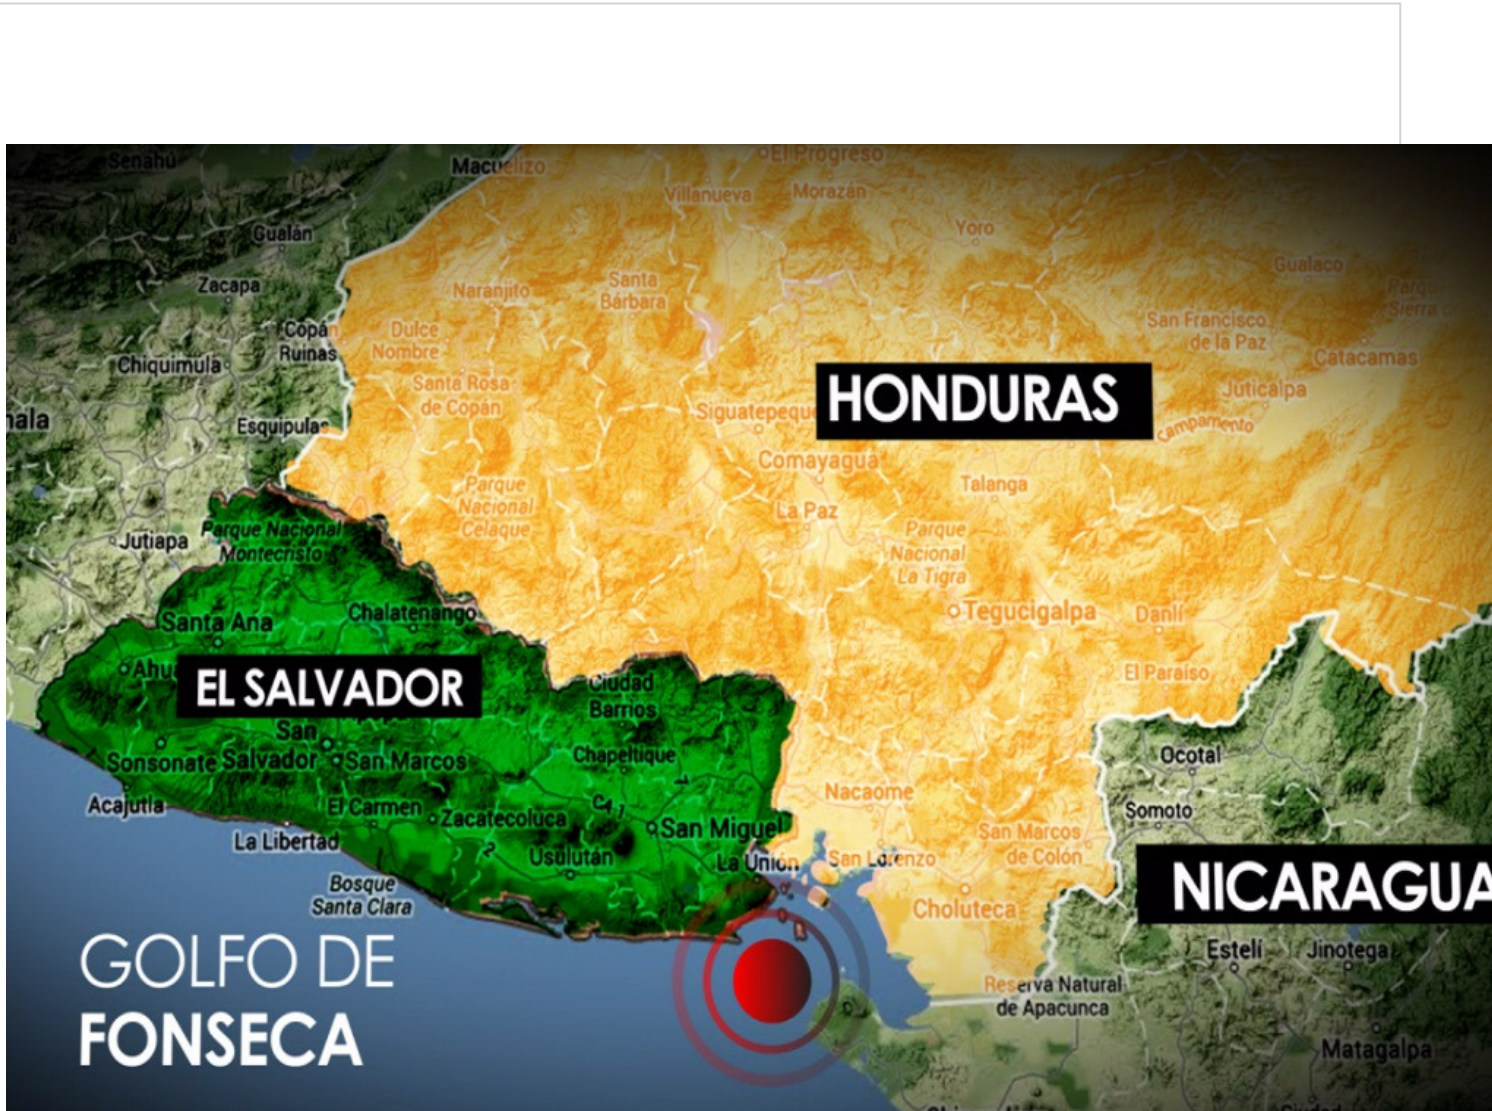 Senahú
Macuelizo
El Progreso
Villanueva
Morazán
Gualán
Yoro
Zacapa
Naranjito
Santa
Bárbara
Gualaco
Copán
Ruinas
Dulce
Nombre
San Francisco
de la Paz
Catacamas
Chiquimula
Santa Rosa
de Copán
HONDURAS
Juticalpa
Esquipulas
Campamento
Comayagua
Parque
Nacional
Celaque
Talanga
La Paz
Jutiapa
Parque Nacional
Montecristo
Parque
Nacional
La Tigra
Santa Ana
Chalatenango
Tegucigalpa
Danlí
EL SALVADOR
Ciudad
Barrios
El Paraíso
San
Salvador
San Marcos
Sonsonate
Chapeltique
Ocotal
Acajutla
El Carmen
Zacatecoluca
San Miguel
Nacaome
Somoto
La Libertad
Usulután
La Unión
San Lorenzo
San Marcos
de Colón
Bosque
Santa Clara
Choluteca
NICARAGUA
GOLFO DE
FONSECA
Estelí
Jinotega
Reserva Natural
de Apacunca
Matagalpa